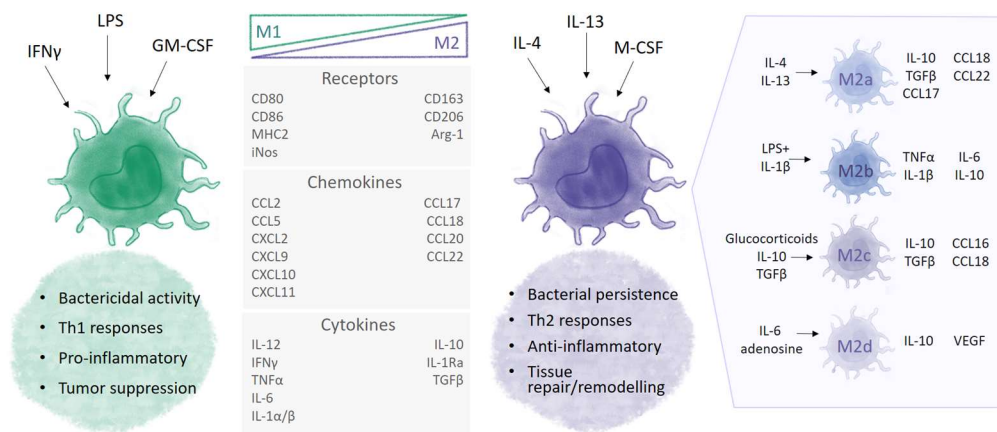 LPS
IFNγ
GM-CSF
• Bactericidal activity
• Th1 responses
• Pro-inflammatory
• Tumor suppression
M1
M2
Receptors
CD80
CD86
MHC2
iNos
CD163
CD206
Arg-1
Chemokines
CCL2
CCL5
CXCL2
CXCL9
CXCL10
CXCL11
CCL17
CCL18
CCL20
CCL22
Cytokines
IL-12
IFNγ
TNFα
IL-6
IL-1α/β
IL-10
IL-1Ra
TGFβ
IL-13
IL-4
M-CSF
• Bacterial persistence
• Th2 responses
• Anti-inflammatory
• Tissue
repair/remodelling
IL-4
IL-13
M2a
IL-10 CCL18
TGFβ CCL22
CCL17
LPS+
IL-1β
M2b
TNFα IL-6
IL-1β IL-10
Glucocorticoids
IL-10
TGFβ
M2c
IL-10 CCL16
TGFβ CCL18
IL-6
adenosine
M2d
IL-10 VEGF